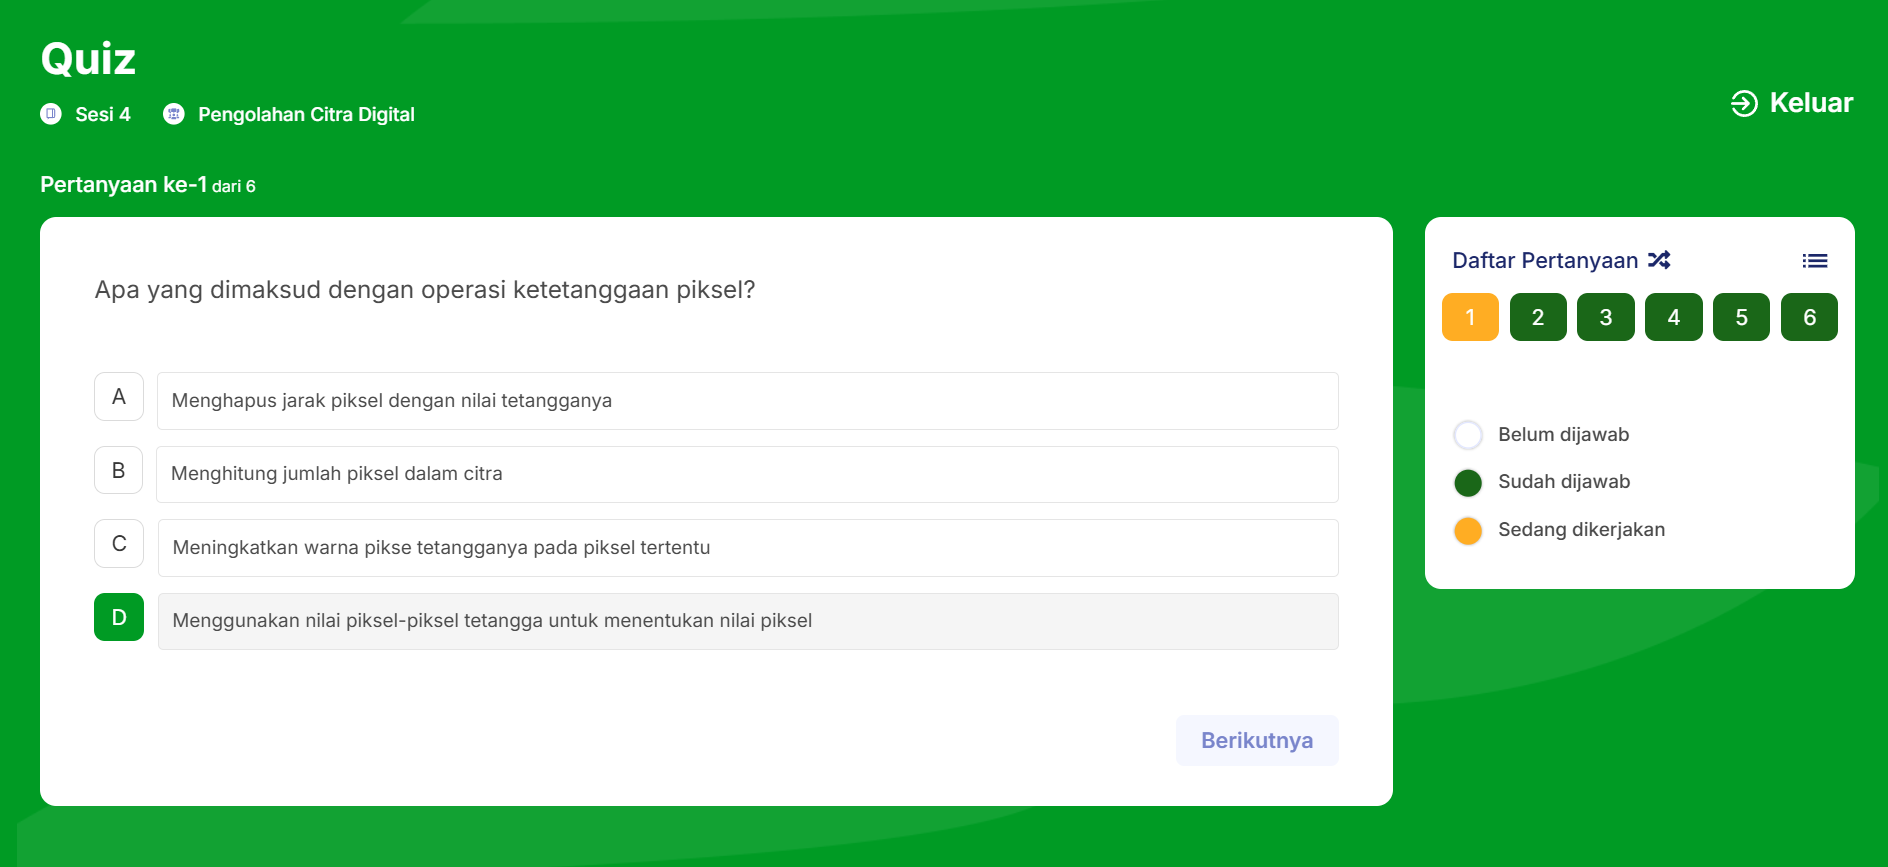 Quiz
Sesi 4 Pengolahan Citra Digital
Keluar
Pertanyaan ke-1 dari 6
Apa yang dimaksud dengan operasi ketetanggaan piksel?
A Menghapus jarak piksel dengan nilai tetangganya
B Menghitung jumlah piksel dalam citra
C Meningkatkan warna pikse tetangganya pada piksel tertentu
D Menggunakan nilai piksel-piksel tetangga untuk menentukan nilai piksel
Berikutnya
Daftar Pertanyaan
1 2 3 4 5 6
Belum dijawab
Sudah dijawab
Sedang dikerjakan